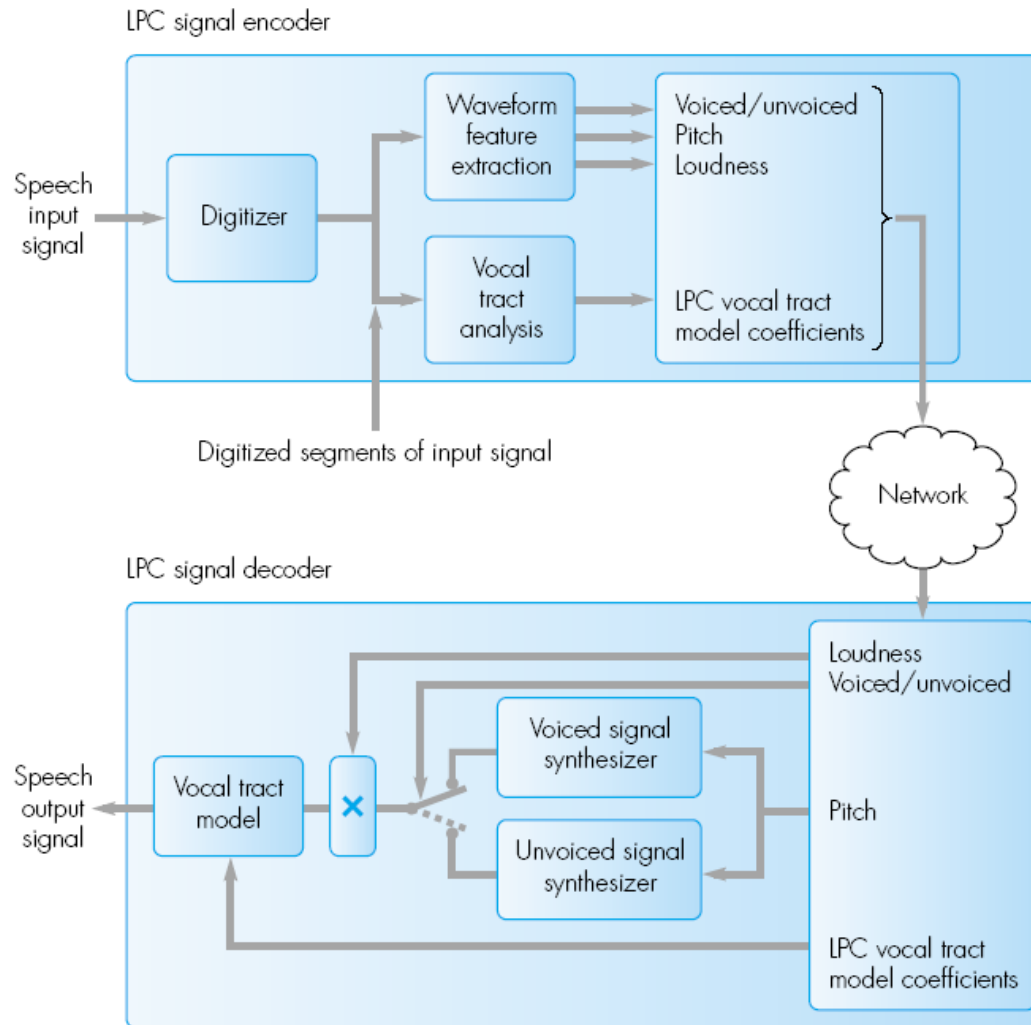 LPC signal encoder
Speech
input
signal
Digitizer
Waveform
feature
extraction
Vocal
tract
analysis
Voiced/unvoiced
Pitch
Loudness
LPC vocal tract
model coefficients
Digitized segments of input signal
Network
LPC signal decoder
Loudness
Voiced/unvoiced
Pitch
LPC vocal tract
model coefficients
Voiced signal
synthesizer
Unvoiced signal
synthesizer
×
Vocal tract
model
Speech
output
signal